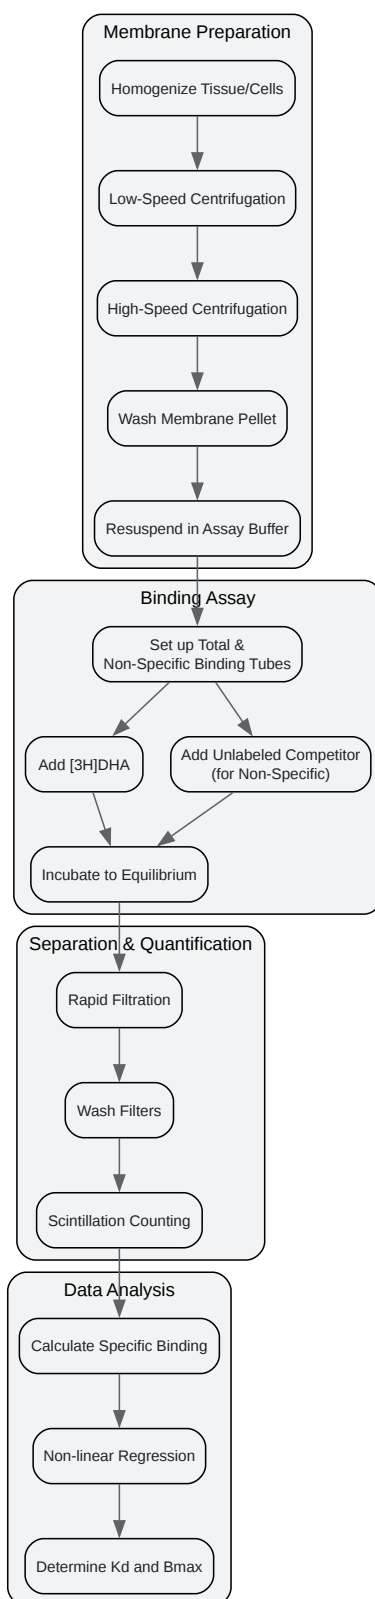 Membrane Preparation
Homogenize Tissue/Cells
Low-Speed Centrifugation
High-Speed Centrifugation
Wash Membrane Pellet
Resuspend in Assay Buffer
Binding Assay
Set up Total &
Non-Specific Binding Tubes
Add [3H]DHA
Add Unlabeled Competitor
(for Non-Specific)
Incubate to Equilibrium
Separation & Quantification
Rapid Filtration
Wash Filters
Scintillation Counting
Data Analysis
Calculate Specific Binding
Non-linear Regression
Determine Kd and Bmax